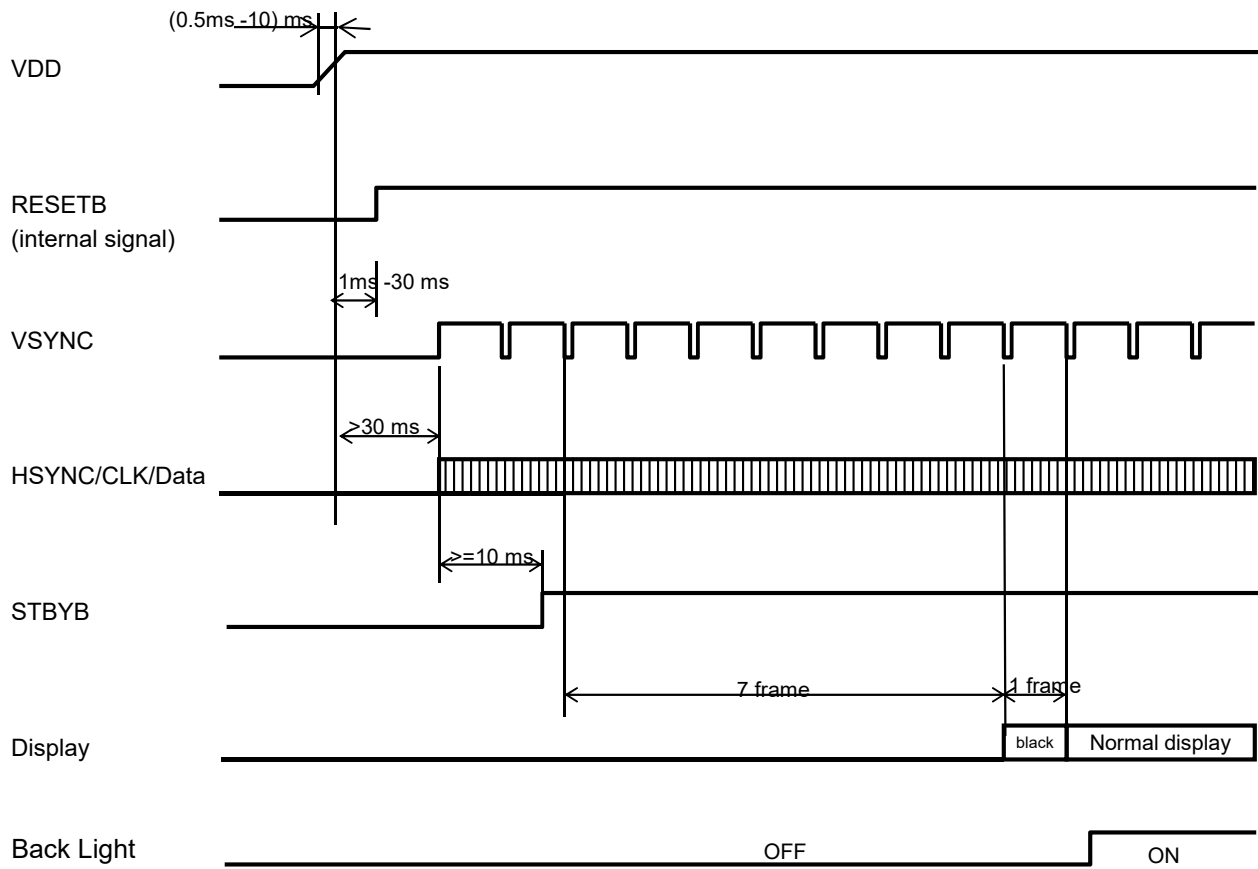 (0.5ms -10) ms
VDD
RESETB
(internal signal)
1ms -30 ms
VSYNC
>30 ms
HSYNC/CLK/Data
>=10 ms
STBYB
7 frame
1 frame
Display
black
Normal display
Back Light
OFF
ON